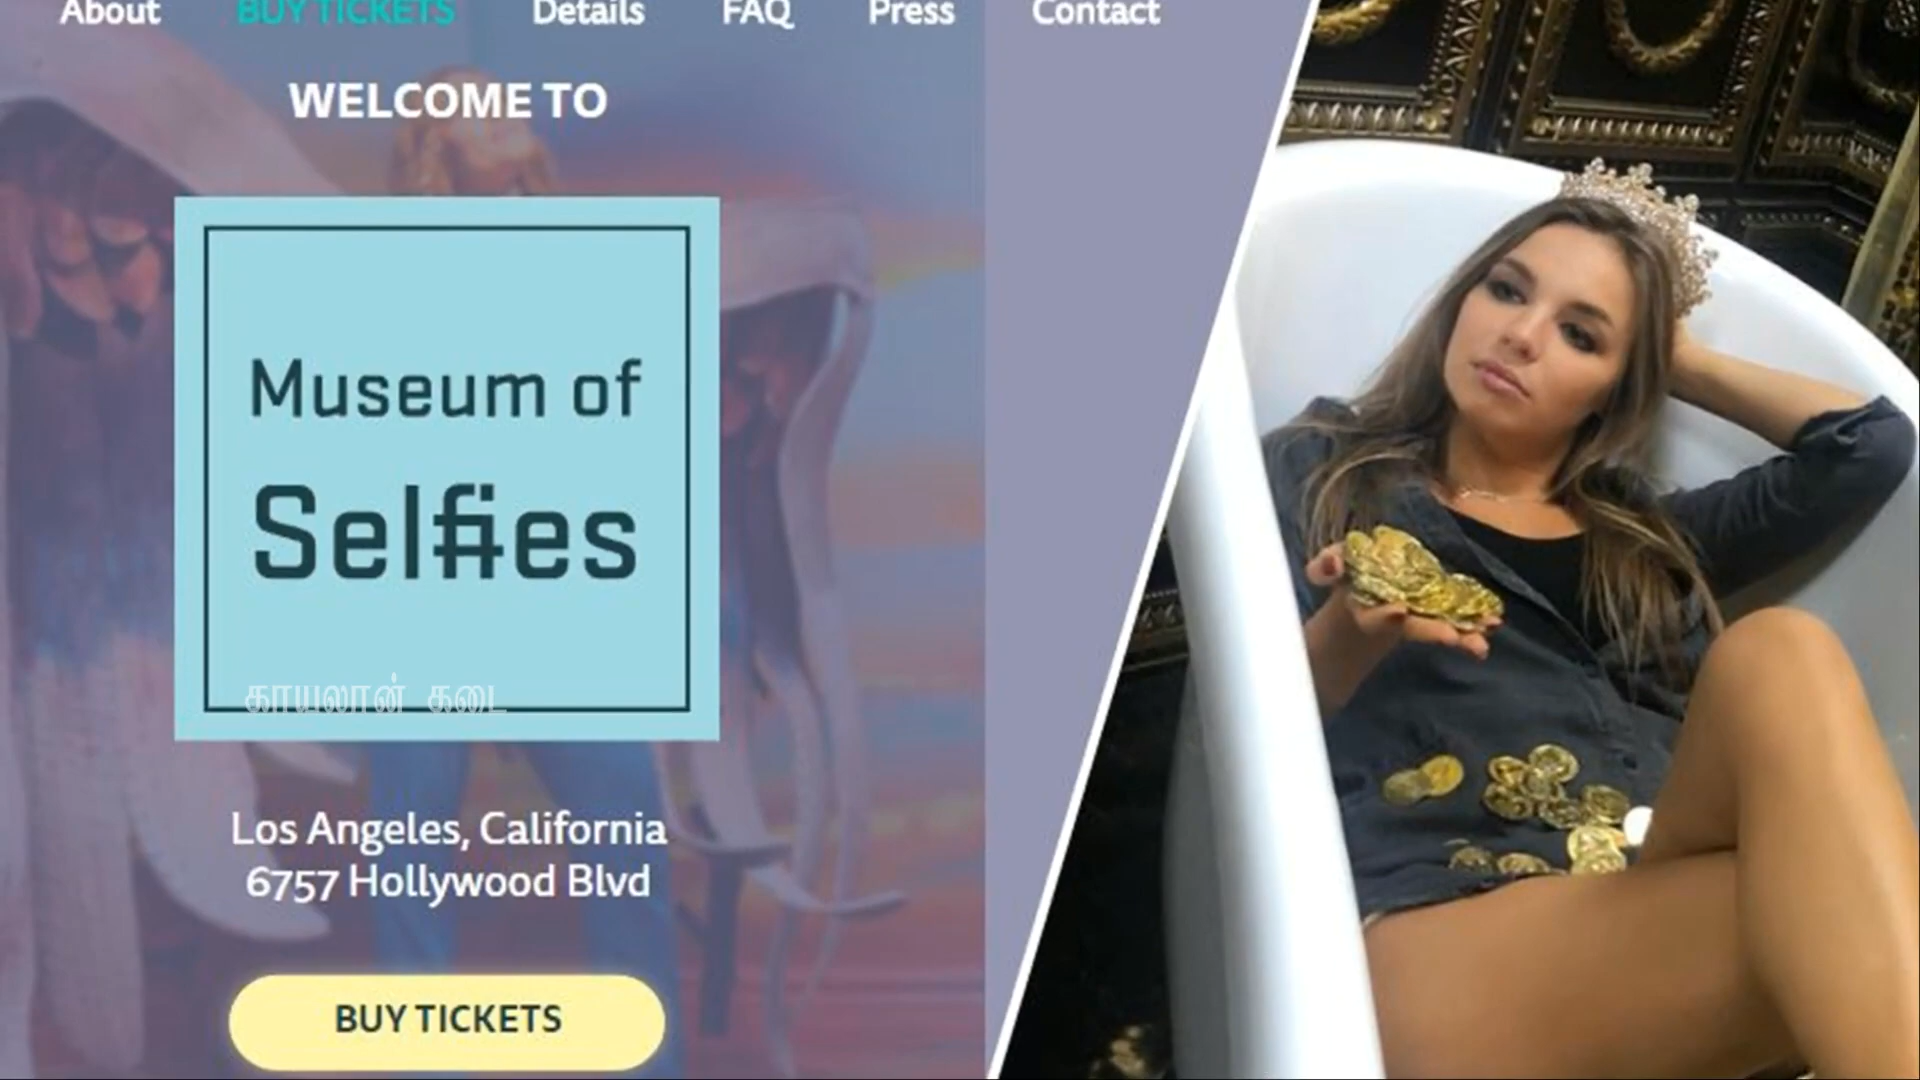 About BUY TICKETS Details FAQ Press Contact
WELCOME TO
Museum of
Selfies
காயலான் கடை
Los Angeles, California
6757 Hollywood Blvd
BUY TICKETS